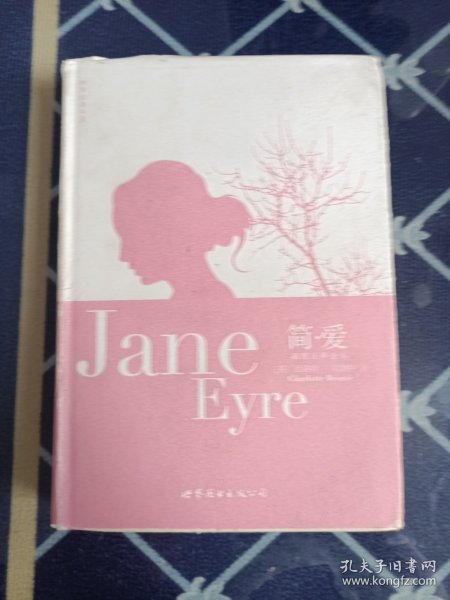 Jane
Eyre
简·爱
Charlotte Bronte
世界图书出版公司
孔夫子旧书网
www.kongfz.com